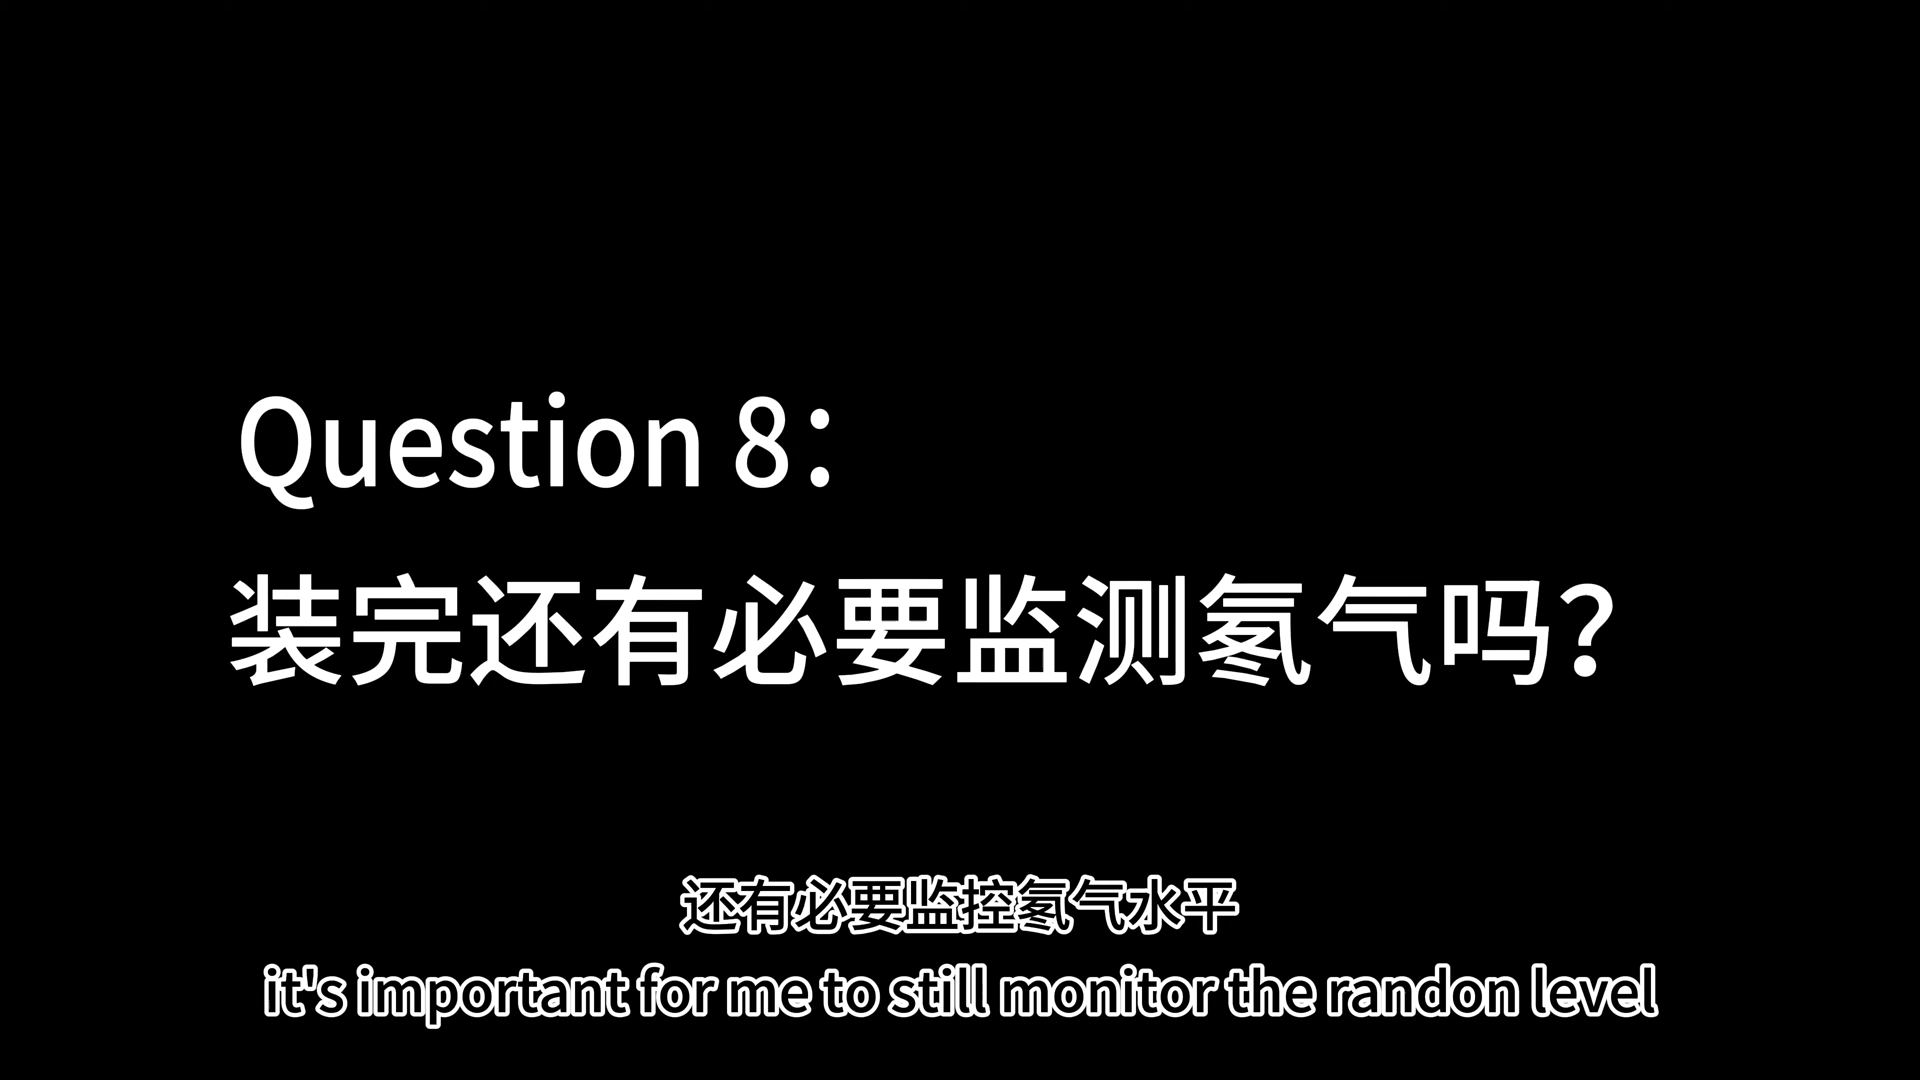 Question 8：
装完还有必要监测氡气吗？
还有必要监控氡气水平
it's important for me to still monitor the randon level